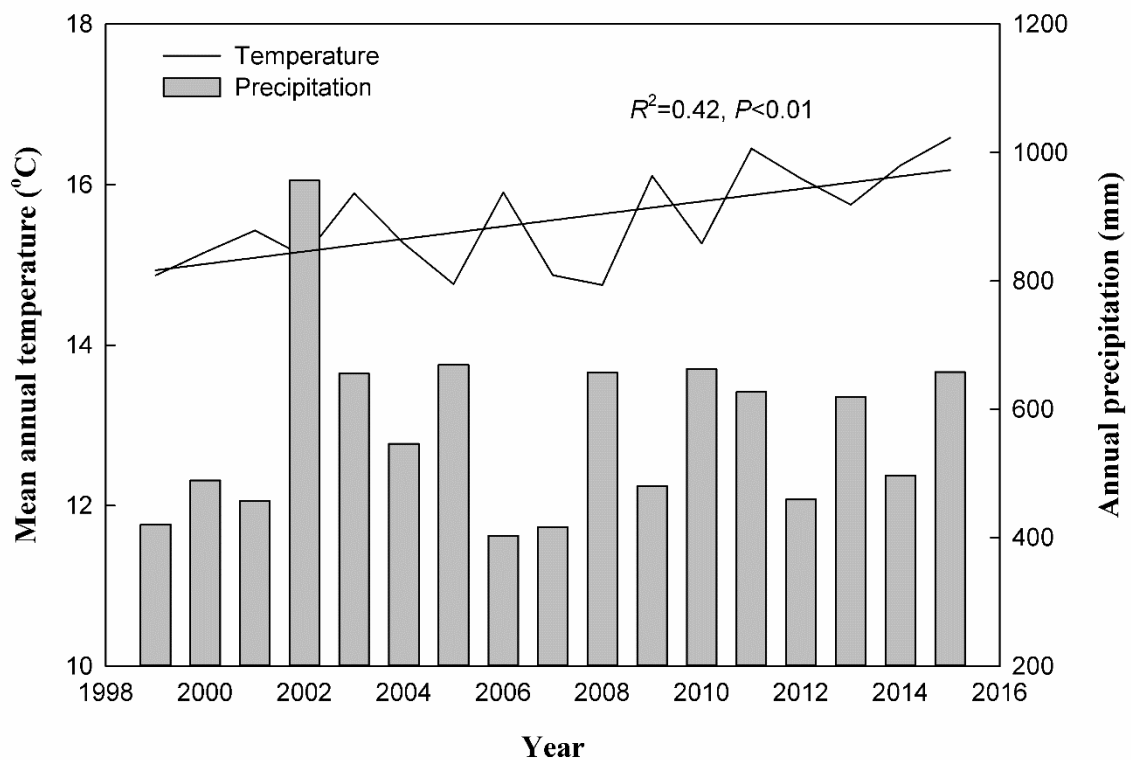 Temperature
Precipitation
R²=0.42, P<0.01
Mean annual temperature (°C)
18
16
14
12
10
1200
1000
800
600
400
200
Annual precipitation (mm)
1998 2000 2002 2004 2006 2008 2010 2012 2014 2016
Year